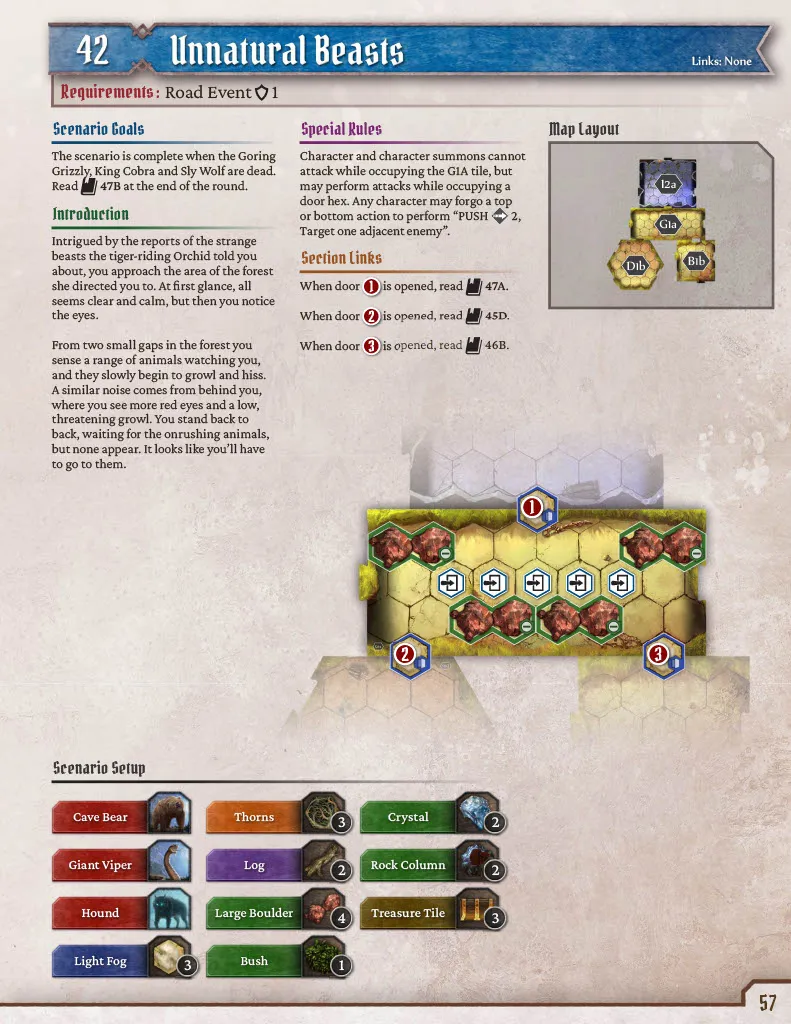 42 Unnatural Beasts
Links: None
Requirements: Road Event 1
Scenario Goals
The scenario is complete when the Goring
Grizzly, King Cobra and Sly Wolf are dead.
Read 47B at the end of the round.
Introduction
Intrigued by the reports of the strange
beasts the tiger-riding Orchid told you
about, you approach the area of the forest
she directed you to. At first glance, all
seems clear and calm, but then you notice
the eyes.
From two small gaps in the forest you
sense a range of animals watching you,
and they slowly begin to growl and hiss.
A similar noise comes from behind you,
where you see more red eyes and a low,
threatening growl. You stand back to
back, waiting for the onrushing animals,
but none appear. It looks like you'll have
to go to them.
Special Rules
Character and character summons cannot
attack while occupying the G1A tile, but
may perform attacks while occupying a
door hex. Any character may forgo a top
or bottom action to perform “PUSH 2,
Target one adjacent enemy”.
Section Links
When door 1 is opened, read 47A.
When door 2 is opened, read 45D.
When door 3 is opened, read 46B.
Map Layout
I2a
G1a
D1b
B1b
1
2
3
Scenario Setup
Cave Bear
Thorns 3
Crystal 2
Giant Viper
Log 2
Rock Column 2
Hound
Large Boulder 4
Treasure Tile 3
Light Fog 3
Bush 1
57